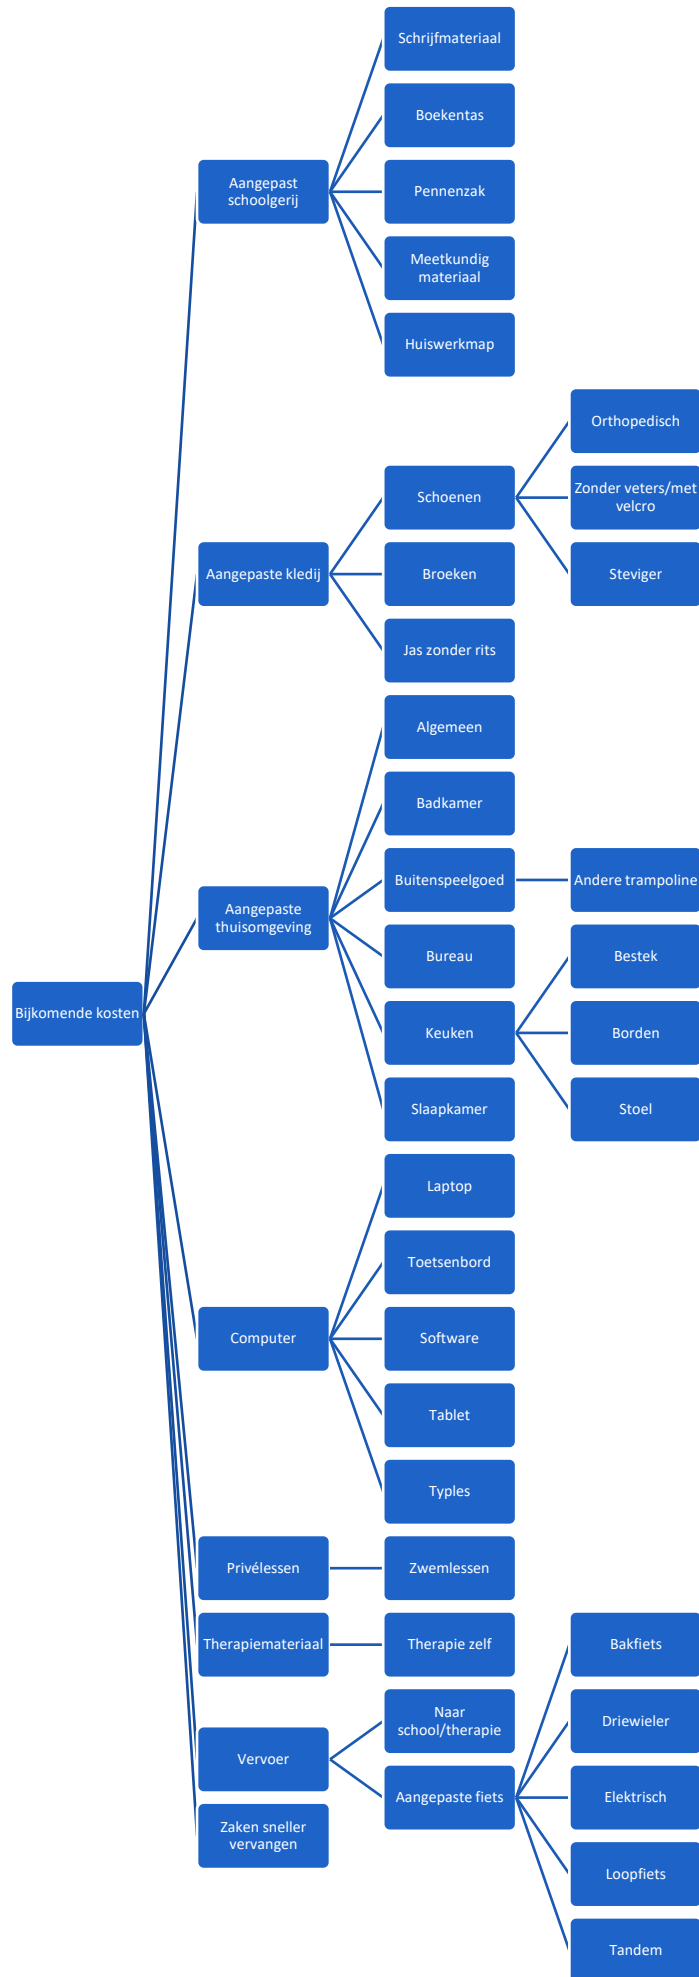 Bijkomende kosten
Aangepast
schoolgerij
Schrijfmateriaal
Boekentas
Pennenzak
Meetkundig
materiaal
Huiswerkmap
Aangepaste kledij
Schoenen
Orthopedisch
Zonder veters/met
velcro
Steviger
Broeken
Jas zonder rits
Aangepaste
thuisomgeving
Algemeen
Badkamer
Buitenspeelgoed
Andere trampoline
Bureau
Keuken
Bestek
Borden
Stoel
Slaapkamer
Computer
Laptop
Toetsenbord
Software
Tablet
Typles
Privélessen
Zwemlessen
Therapiemateriaal
Therapie zelf
Vervoer
Naar
school/therapie
Aangepaste fiets
Bakfiets
Driewieler
Elektrisch
Loopfiets
Tandem
Zaken sneller
vervangen